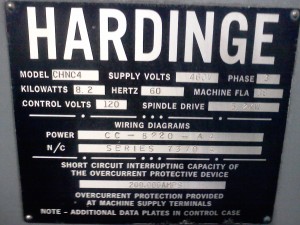 HARDINGE
MODEL CHNC4 SUPPLY VOLTS PHASE
KILOWATTS 8.2 HERTZ 60 MACHINE FLA
CONTROL VOLTS 120 SPINDLE DRIVE
WIRING DIAGRAMS
POWER
N/C SERIES
SHORT CIRCUIT INTERRUPTING CAPACITY OF
THE OVERCURRENT PROTECTIVE DEVICE
OVERCURRENT PROTECTION PROVIDED
AT MACHINE SUPPLY TERMINALS
NOTE - ADDITIONAL DATA PLATES IN CONTROL CASE